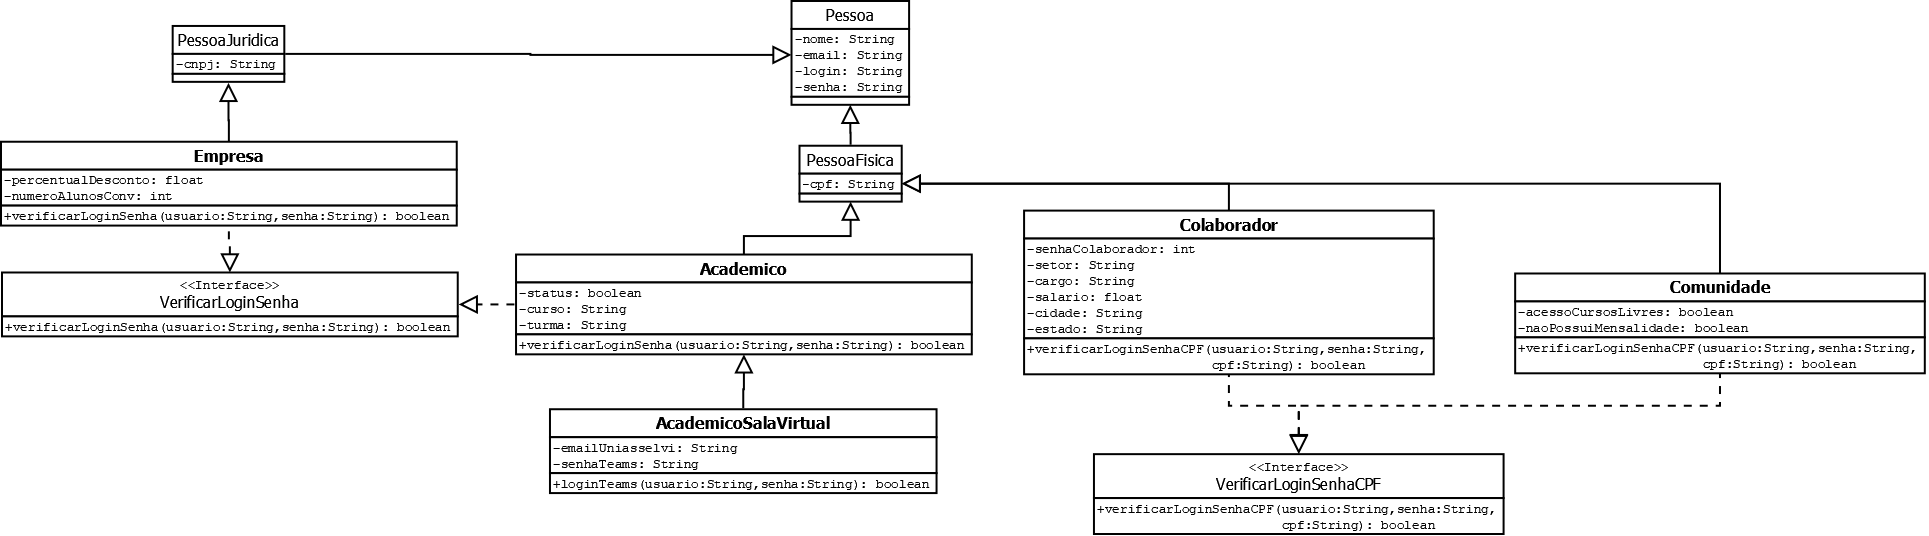 Pessoa
-nome: String
-email: String
-login: String
-senha: String
PessoaJuridica
-cnpj: String
Empresa
-percentualDesconto: float
-numeroAlunosConv: int
+verificarLoginSenha(usuario:String,senha:String): boolean
<<Interface>>
VerificarLoginSenha
+verificarLoginSenha(usuario:String,senha:String): boolean
PessoaFisica
-cpf: String
Academico
-status: boolean
-curso: String
-turma: String
+verificarLoginSenha(usuario:String,senha:String): boolean
AcademicoSalaVirtual
-emailUniasselvi: String
-senhaTeams: String
+loginTeams(usuario:String,senha:String): boolean
Colaborador
-senhaColaborador: int
-setor: String
-cargo: String
-salario: float
-cidade: String
-estado: String
+verificarLoginSenhaCPF(usuario:String,senha:String,
cpf:String): boolean
Comunidade
-acessoCursosLivres: boolean
-naoPossuiMensalidade: boolean
+verificarLoginSenhaCPF(usuario:String,senha:String,
cpf:String): boolean
<<Interface>>
VerificarLoginSenhaCPF
+verificarLoginSenhaCPF(usuario:String,senha:String,
cpf:String): boolean